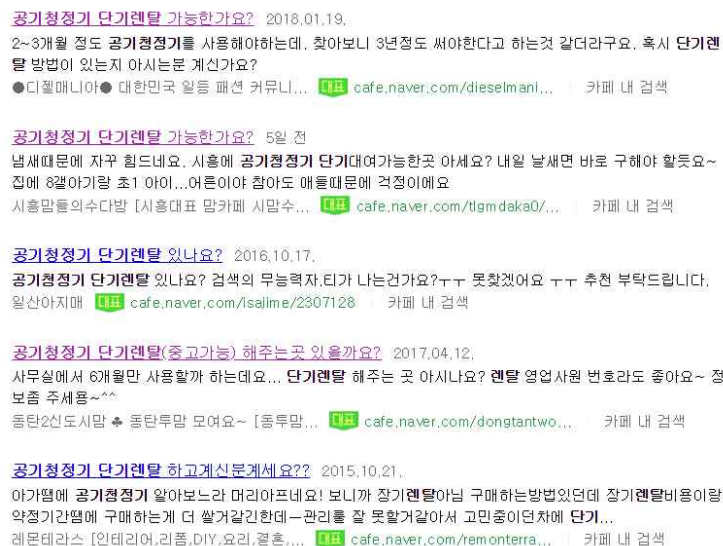 공기청정기 단기렌탈 가능한가요? 2018.01.19.
2~3개월 정도 공기청정기를 사용해야하는데, 찾아보니 3년정도 써야한다고 하는것 같더라구요. 혹시 단기렌
탈 방법이 있는지 아시는분 계신가요?
●디젤매니아● 대한민국 일등 패션 커뮤니... 대표 cafe.naver.com/dieselmani... 카페 내 검색
공기청정기 단기렌탈 가능한가요? 5일 전
냄새때문에 자꾸 힘드네요. 시흥에 공기청정기 단기대여가능한곳 아세요? 내일 날새면 바로 구해야 할듯요~
집에 8갤아기랑 초1 아이...어른이야 참아도 애들때문에 걱정이에요
시흥맘들의수다방 [시흥대표 맘카페 시맘수... 대표 cafe.naver.com/tlgmdaka0/... 카페 내 검색
공기청정기 단기렌탈 있나요? 2016.10.17.
공기청정기 단기렌탈 있나요? 검색의 무능력자.티가 나는건가요?ㅜㅜ 못찾겠어요 ㅜㅜ 추천 부탁드립니다.
일산아지매 대표 cafe.naver.com/isajime/2307128 카페 내 검색
공기청정기 단기렌탈(중고가능) 해주는곳 있을까요? 2017.04.12.
사무실에서 6개월만 사용할까 하는데요... 단기렌탈 해주는 곳 아시나요? 렌탈 영업사원 번호라도 좋아요~ 정
보좀 주세용~^^
동탄2신도시맘 ♣ 동탄투맘 모여요~ [동투맘... 대표 cafe.naver.com/dongtantwo... 카페 내 검색
공기청정기 단기렌탈 하고계신분계세요?? 2015.10.21.
아가땜에 공기청정기 알아보느라 머리아프네요! 보니까 장기렌탈아님 구매하는방법있던데 장기렌탈비용이랑
약정기간땜에 구매하는게 더 쌀거같긴한데ㅡ관리를 잘 못할거같아서 고민중이던차에 단기...
레몬테라스 [인테리어,리폼,DIY,요리,결혼,... 대표 cafe.naver.com/remonterra... 카페 내 검색